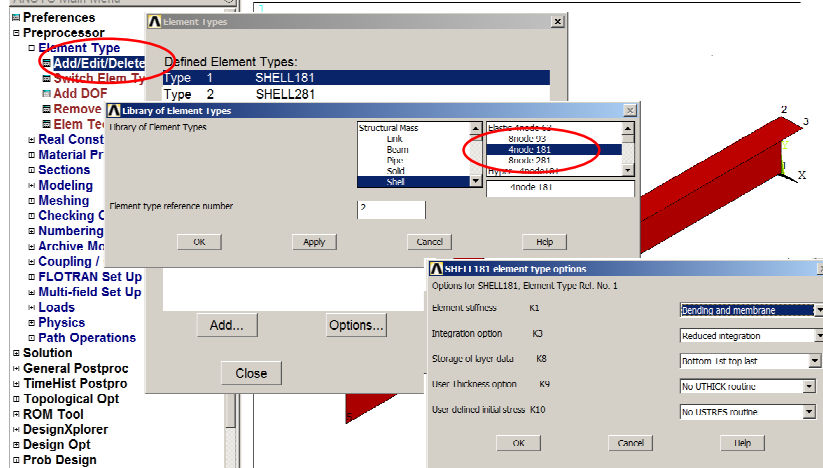 Preferences
Preprocessor
Element Type
Add/Edit/Delete
Switch Elem Ty
Add DOF
Remove
Elem Te
Real Const
Material Pr
Sections
Modeling
Meshing
Checking C
Numbering
Archive Mo
Coupling /
FLOTRAN Set Up
Multi-field Set Up
Loads
Physics
Path Operations
Solution
General Postproc
TimeHist Postpro
Topological Opt
ROM Tool
DesignXplorer
Design Opt
Prob Design
Element Types
Defined Element Types:
Type 1 SHELL181
Type 2 SHELL281
Add...
Options...
Close
Library of Element Types
Library of Element Types
Structural Mass
Link
Beam
Pipe
Solid
Shell
Elastic 4node 63
8node 93
4node 181
8node 281
Hyper 4node181
4node 181
Element type reference number
2
OK
Apply
Cancel
Help
SHELL181 element type options
Options for SHELL181, Element Type Ref. No. 1
Element stiffness K1
Bending and membrane
Integration option K3
Reduced integration
Storage of layer data K8
Bottom 1st top last
User Thickness option K9
No UTHICK routine
User defined initial stress K10
No USTRES routine
OK
Cancel
Help
1
2
3
X